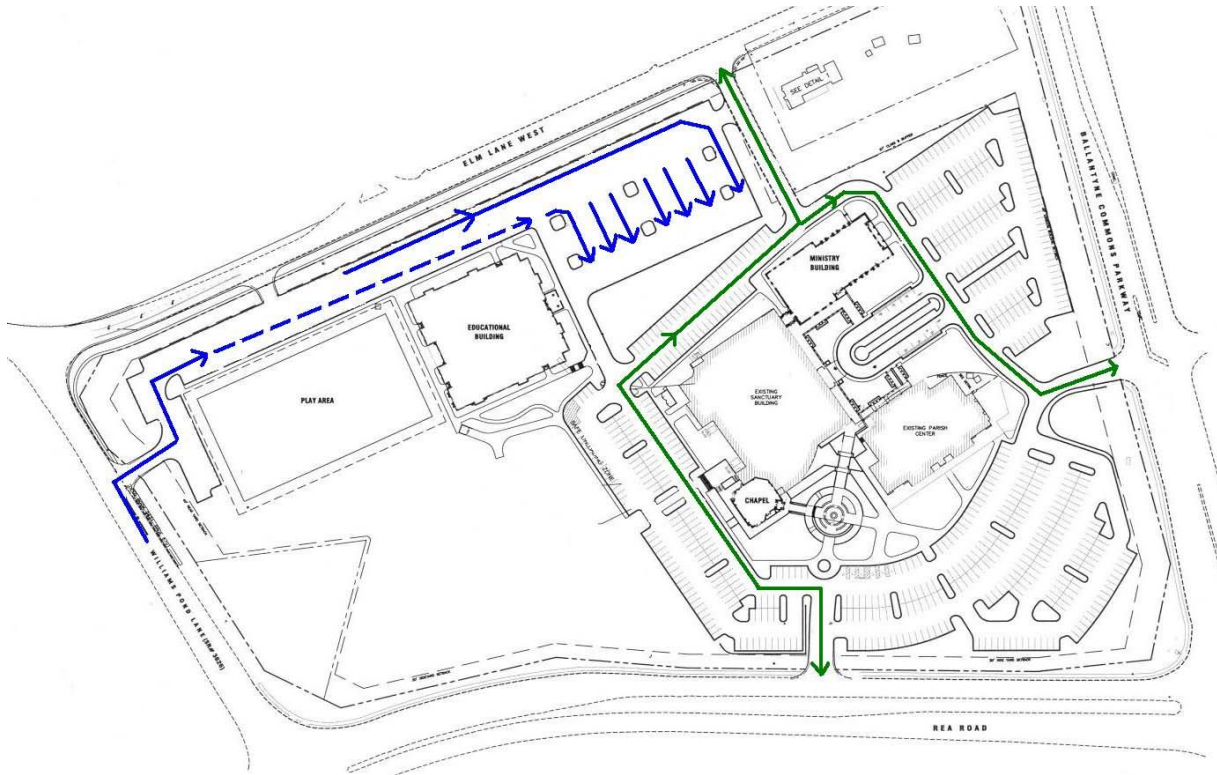 SEE DETAIL
ELM LANE WEST
BALLANTYNE COMMONS PARKWAY
MINISTRY
BUILDING
EDUCATIONAL
BUILDING
PLAY AREA
EXISTING
SANCTUARY
BUILDING
EXISTING PARISH
CENTER
CHAPEL
WILLIAMS POND LANE
REA ROAD